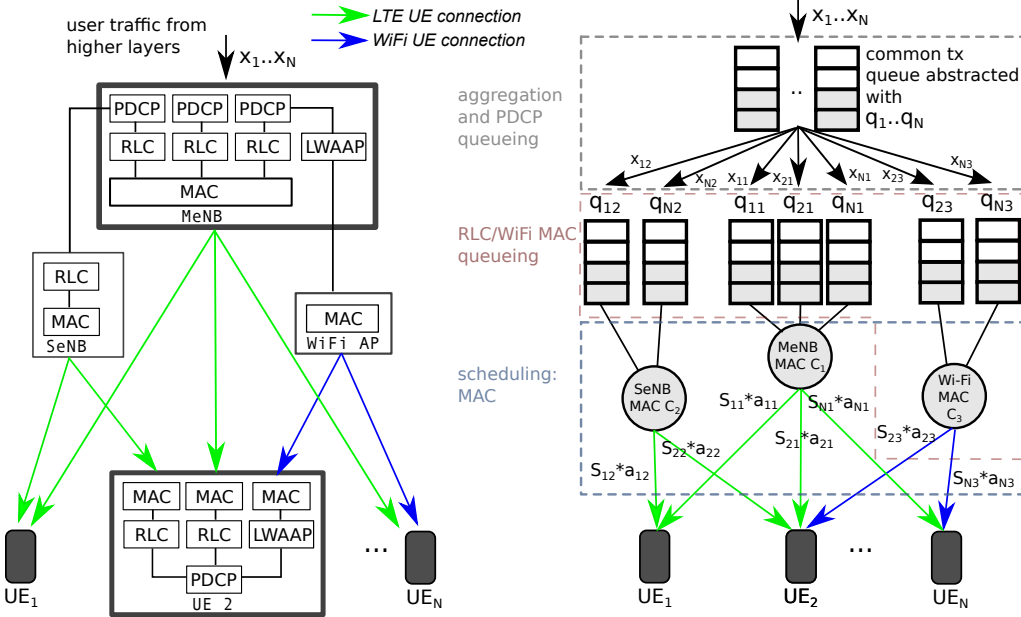 LTE UE connection
WiFi UE connection
user traffic from
higher layers
x1..xN
PDCP PDCP PDCP
RLC RLC RLC LWAAP
MAC
MeNB
RLC
MAC
SeNB
MAC
WiFi AP
MAC MAC MAC
RLC RLC LWAAP
PDCP
UE 2
...
UE1
UEN
x1..xN
aggregation
and PDCP
queueing
..
common tx
queue abstracted
with
q1..qN
x12 xN2 x11 x21 xN1 x23 xN3
q12 qN2 q11 q21 qN1 q23 qN3
RLC/WiFi MAC
queueing
scheduling:
MAC
MeNB
MAC C1
SeNB
MAC C2
Wi-Fi
MAC
C3
S11*a11
SN1*aN1
S22*a22
S21*a21
S23*a23
S12*a12
SN3*aN3
...
UE1
UE2
UEN